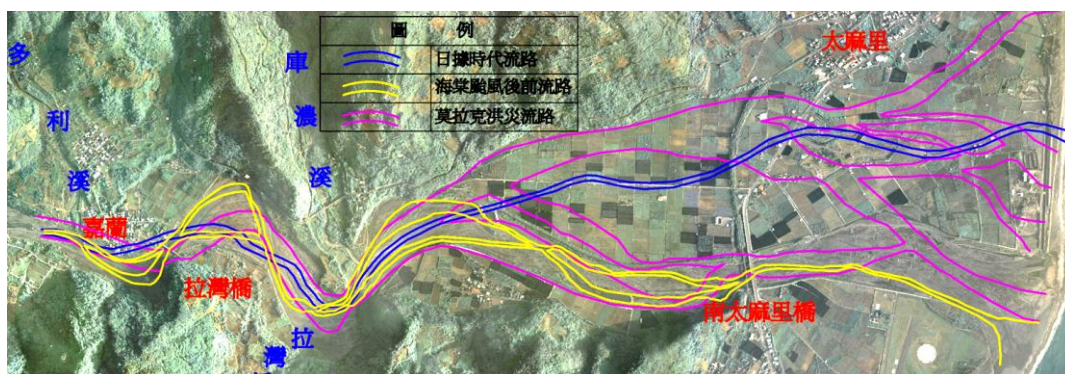 圖 例
日據時代流路
海棠颱風後前流路
莫拉克洪災流路
多利溪
庫濃溪
太麻里
嘉蘭
拉灣橋
拉灣
南太麻里橋